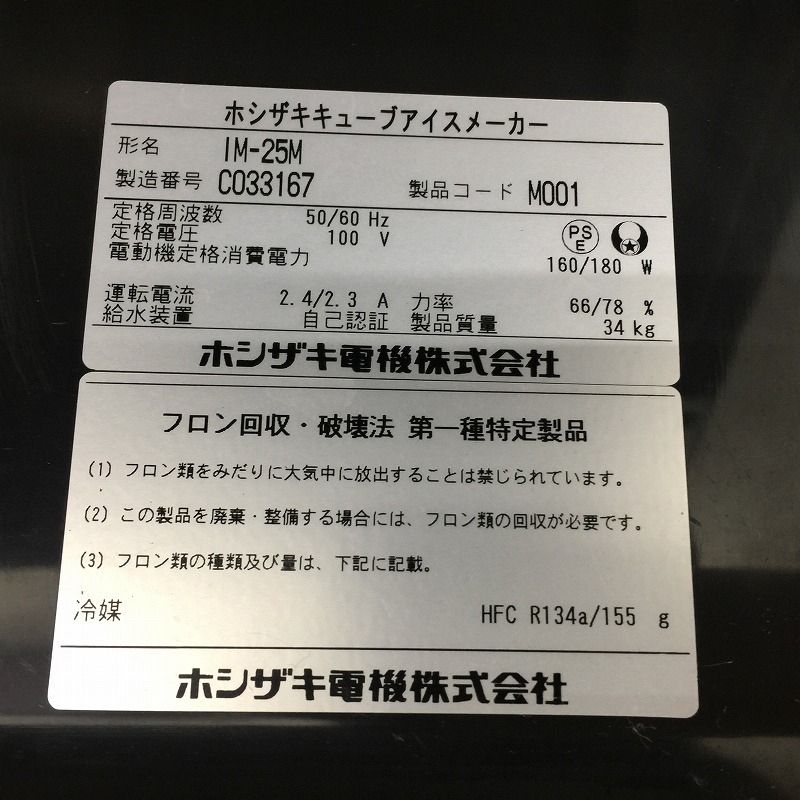 ホシザキキューブアイスメーカー
形名 IM-25M
製造番号 C033167 製品コード M001
定格周波数 50/60 Hz
定格電圧 100 V
PS E
電動機定格消費電力 160/180 W
運転電流 2.4/2.3 A 力率 66/78 %
給水装置 自己認証 製品質量 34 kg
ホシザキ電機株式会社
フロン回収・破壊法 第一種特定製品
(1) フロン類をみだりに大気中に放出することは禁じられています。
(2) この製品を廃棄・整備する場合には、フロン類の回収が必要です。
(3) フロン類の種類及び量は、下記に記載。
冷媒 HFC R134a/155 g
ホシザキ電機株式会社